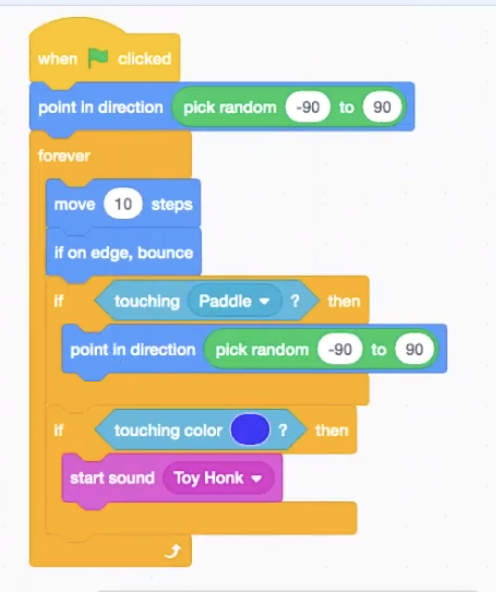 when clicked
point in direction pick random -90 to 90
forever
move 10 steps
if on edge, bounce
if touching Paddle ? then
point in direction pick random -90 to 90
if touching color ? then
start sound Toy Honk